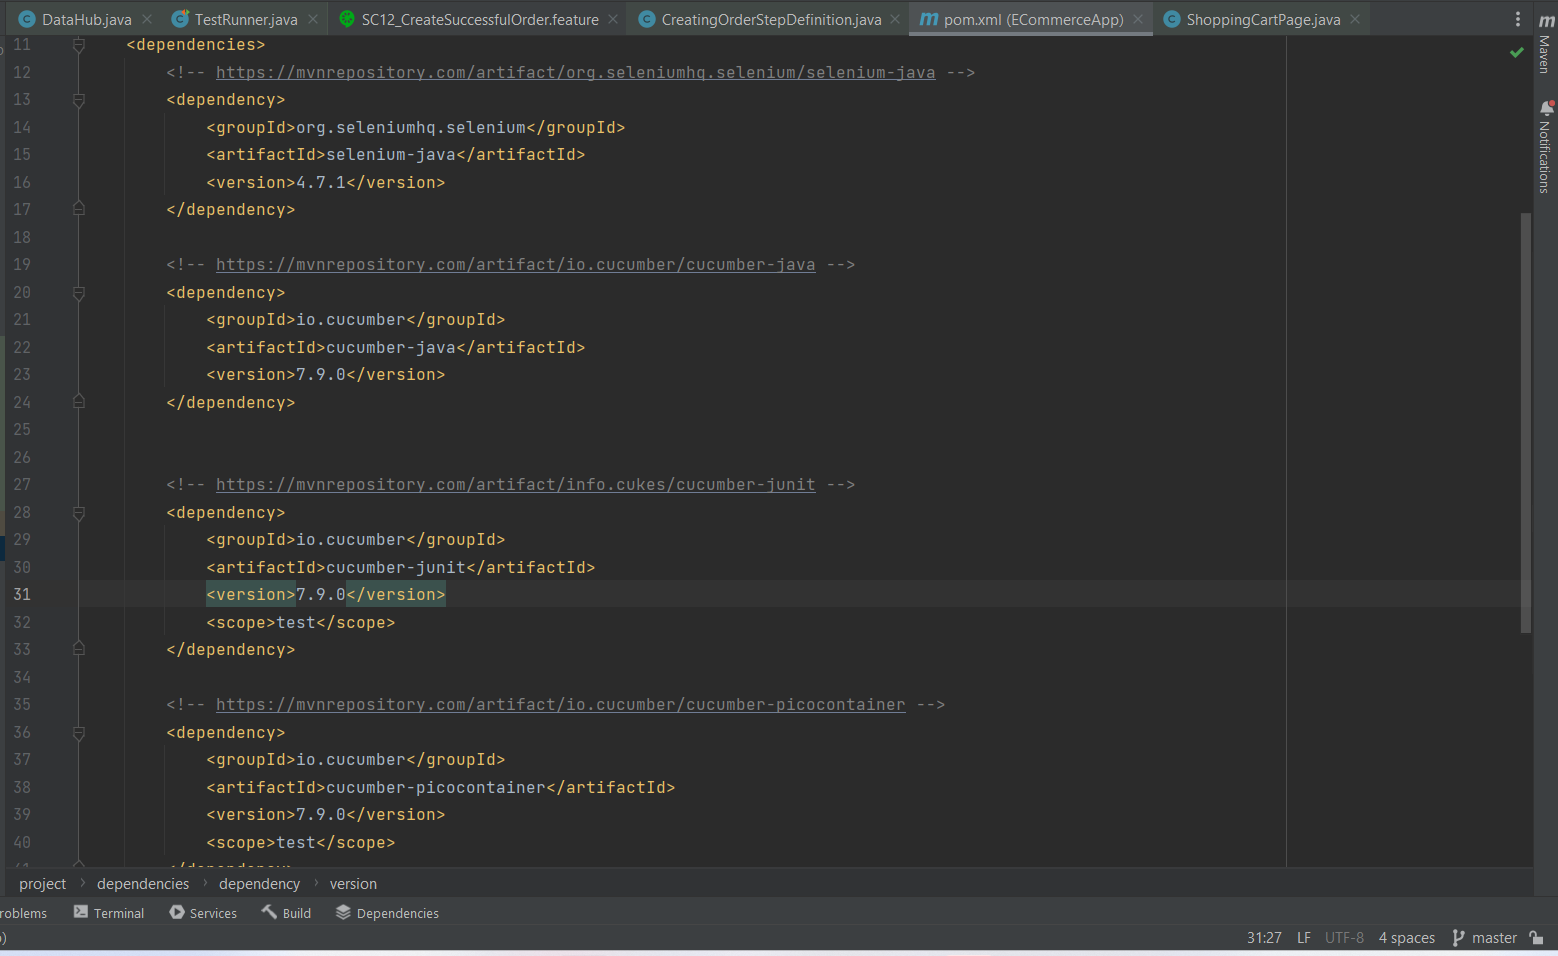 DataHub.java TestRunner.java SC12_CreateSuccessfulOrder.feature CreatingOrderStepDefinition.java pom.xml (ECommerceApp) ShoppingCartPage.java
Maven
Notifications
11 <dependencies>
12 <!-- https://mvnrepository.com/artifact/org.seleniumhq.selenium/selenium-java -->
13 <dependency>
14 <groupId>org.seleniumhq.selenium</groupId>
15 <artifactId>selenium-java</artifactId>
16 <version>4.7.1</version>
17 </dependency>
18
19 <!-- https://mvnrepository.com/artifact/io.cucumber/cucumber-java -->
20 <dependency>
21 <groupId>io.cucumber</groupId>
22 <artifactId>cucumber-java</artifactId>
23 <version>7.9.0</version>
24 </dependency>
25
26
27 <!-- https://mvnrepository.com/artifact/info.cukes/cucumber-junit -->
28 <dependency>
29 <groupId>io.cucumber</groupId>
30 <artifactId>cucumber-junit</artifactId>
31 <version>7.9.0</version>
32 <scope>test</scope>
33 </dependency>
34
35 <!-- https://mvnrepository.com/artifact/io.cucumber/cucumber-picocontainer -->
36 <dependency>
37 <groupId>io.cucumber</groupId>
38 <artifactId>cucumber-picocontainer</artifactId>
39 <version>7.9.0</version>
40 <scope>test</scope>
project > dependencies > dependency > version
roblems Terminal Services Build Dependencies
31:27 LF UTF-8 4 spaces master